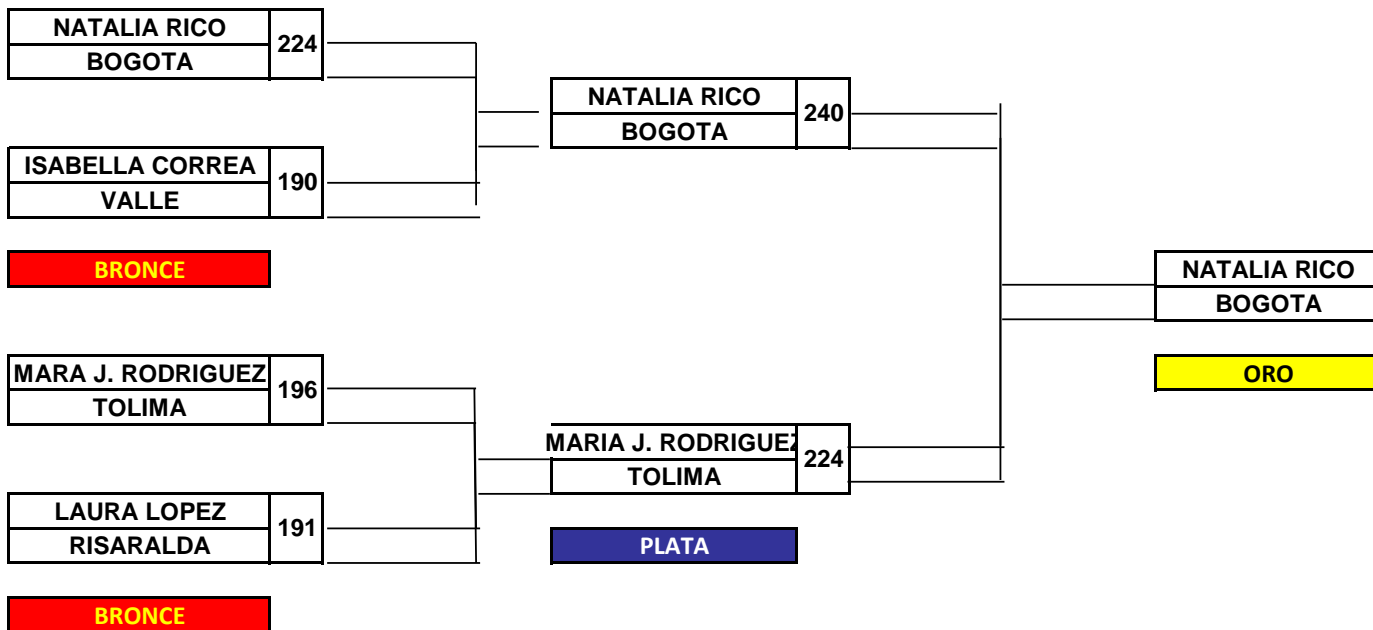 NATALIA RICO
224
BOGOTA
ISABELLA CORREA
190
VALLE
BRONCE
MARA J. RODRIGUEZ
196
TOLIMA
LAURA LOPEZ
191
RISARALDA
BRONCE
NATALIA RICO
240
BOGOTA
MARIA J. RODRIGUEZ
224
TOLIMA
PLATA
NATALIA RICO
BOGOTA
ORO